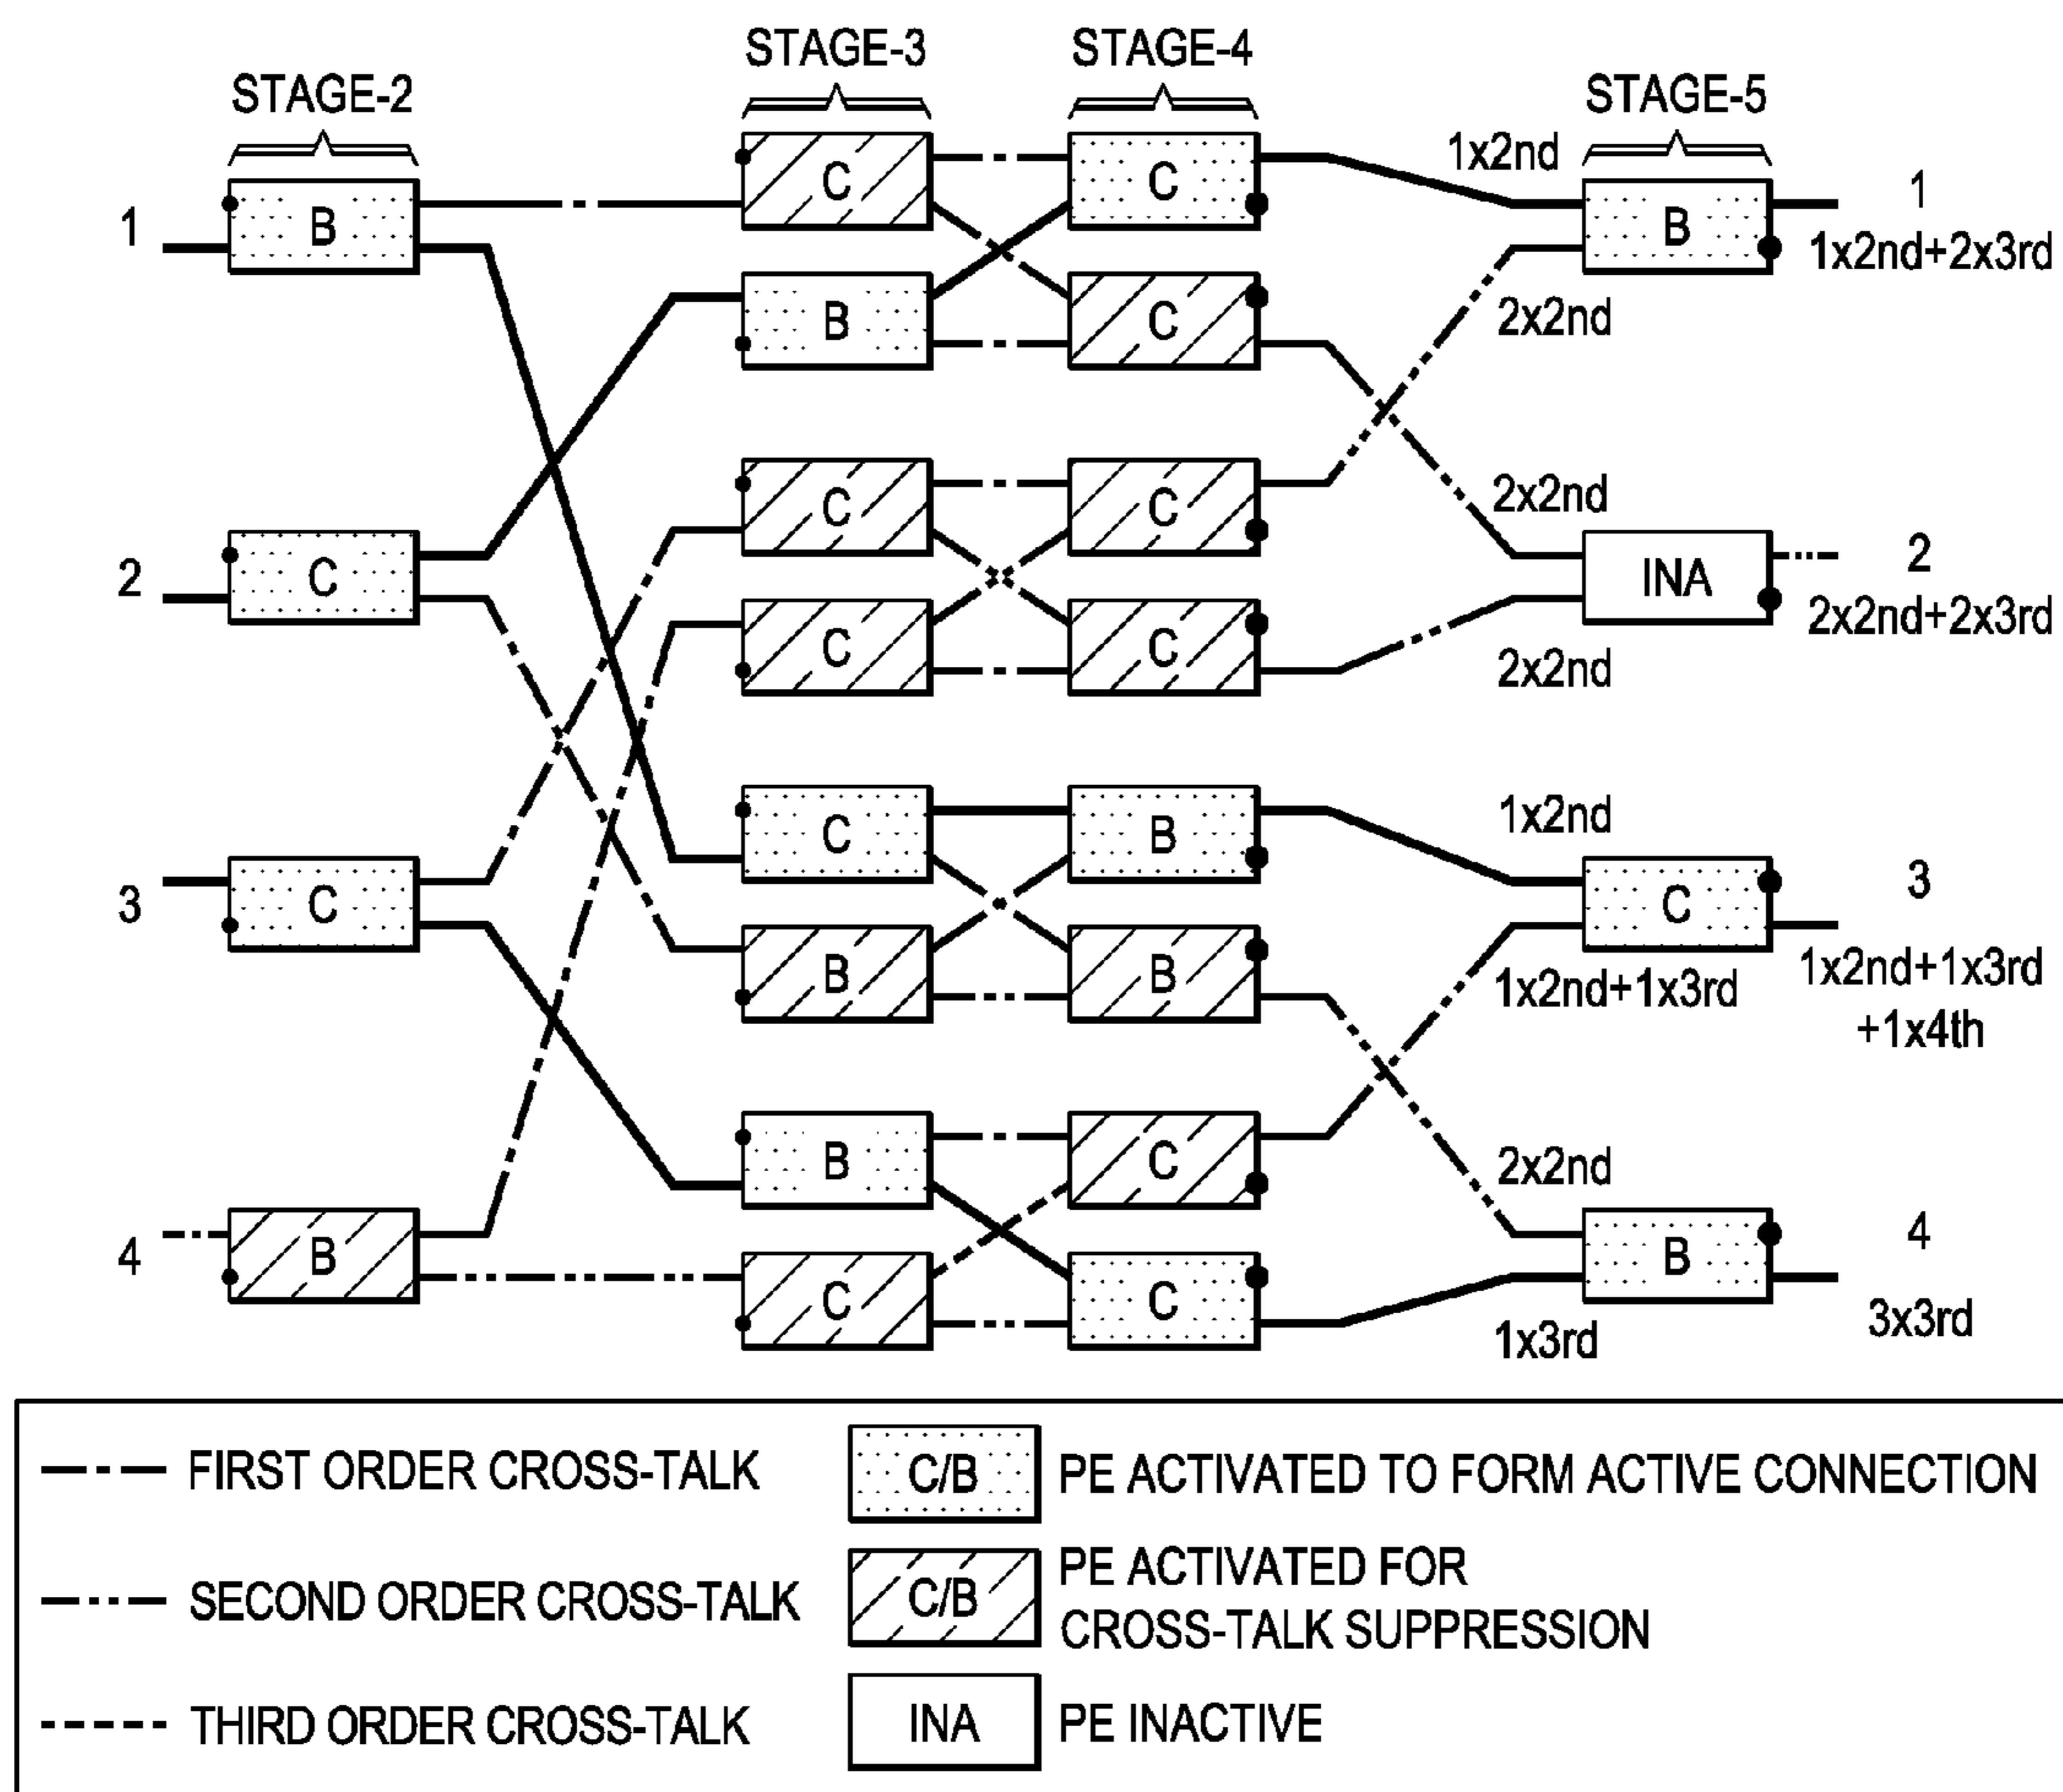 STAGE-2
STAGE-3
STAGE-4
STAGE-5
1
B
C
C
1x2nd
B
1
1x2nd+2x3rd
B
C
2x2nd
2
C
C
C
2x2nd
INA
2
2x2nd+2x3rd
C
C
2x2nd
3
C
C
B
1x2nd
C
3
1x2nd+1x3rd
+1x4th
B
B
1x2nd+1x3rd
4
B
B
C
2x2nd
B
4
3x3rd
C
C
1x3rd
FIRST ORDER CROSS-TALK
SECOND ORDER CROSS-TALK
THIRD ORDER CROSS-TALK
C/B
PE ACTIVATED TO FORM ACTIVE CONNECTION
C/B
PE ACTIVATED FOR
CROSS-TALK SUPPRESSION
INA
PE INACTIVE